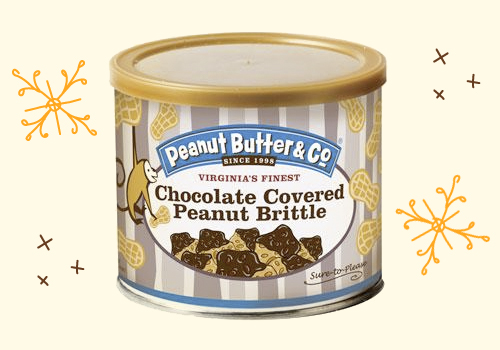 Peanut Butter & Co®
SINCE 1998
VIRGINIA'S FINEST
Chocolate Covered
Peanut Brittle
Sure-to-Please